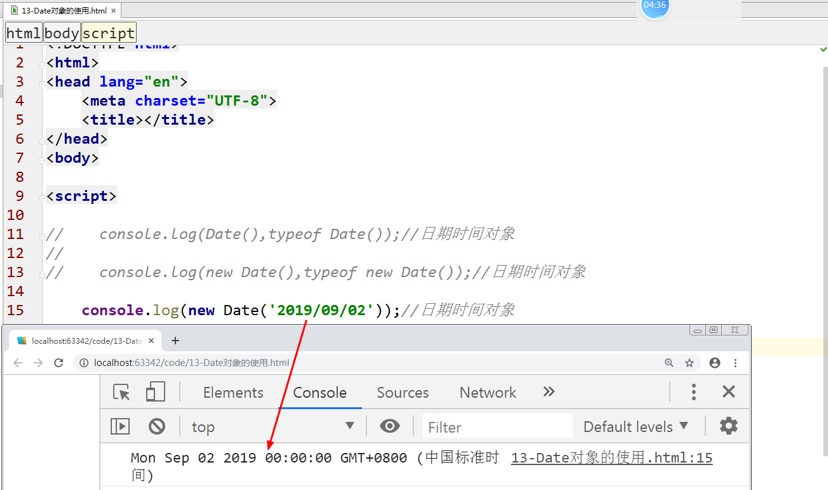 13-Date对象的使用.html
04:36
html body script
1 <!DOCTYPE html>
2 <html>
3 <head lang="en">
4 <meta charset="UTF-8">
5 <title></title>
6 </head>
7 <body>
8
9 <script>
10
11 // console.log(Date(),typeof Date());//日期时间对象
12 //
13 // console.log(new Date(),typeof new Date());//日期时间对象
14
15 console.log(new Date('2019/09/02'));//日期时间对象
localhost:63342/code/13-Date
localhost:63342/code/13-Date对象的使用.html
Elements Console Sources Network
top Filter Default levels
Mon Sep 02 2019 00:00:00 GMT+0800 (中国标准时 13-Date对象的使用.html:15
间)